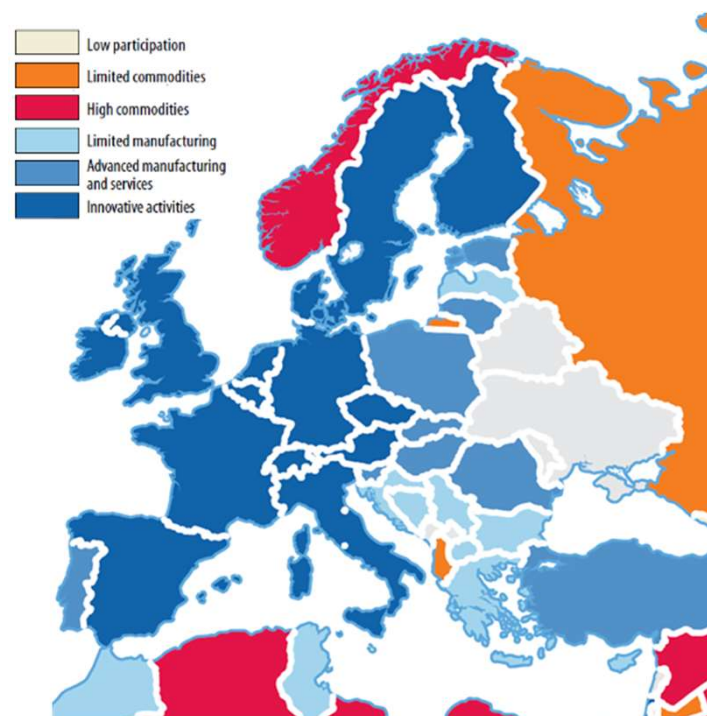 Low participation
Limited commodities
High commodities
Limited manufacturing
Advanced manufacturing
and services
Innovative activities